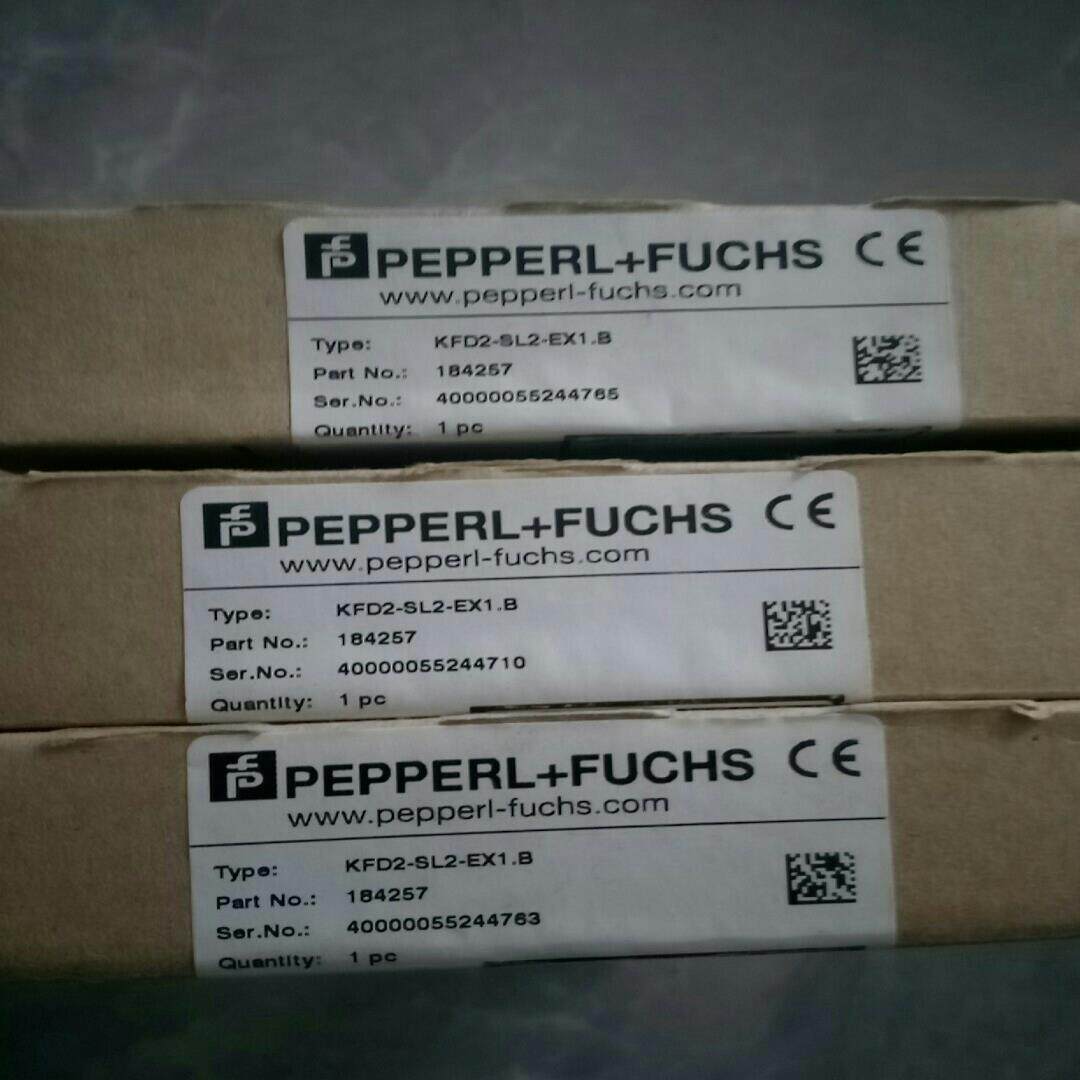 PEPPERL+FUCHS CE
www.pepperl-fuchs.com
Type: KFD2-SL2-EX1.B
Part No.: 184257
Ser.No.: 40000055244765
Quantity: 1 pc
PEPPERL+FUCHS CE
www.pepperl-fuchs.com
Type: KFD2-SL2-EX1.B
Part No.: 184257
Ser.No.: 40000055244710
Quantity: 1 pc
PEPPERL+FUCHS CE
www.pepperl-fuchs.com
Type: KFD2-SL2-EX1.B
Part No.: 184257
Ser.No.: 40000055244763
Quantity: 1 pc